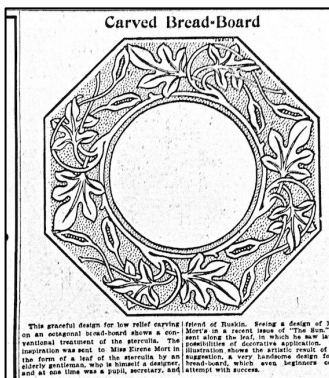 Carved Bread-Board
This graceful design for low relief carving
on an octagonal bread-board shows a con-
ventional treatment of the sterculia. The
inspiration was sent to Miss Eirene Mort in
the form of a leaf of the sterculia by an
elderly gentleman, who is himself a designer,
and at one time was a pupil, secretary, and
friend of Ruskin. Seeing a design of
Mort's in a recent issue of "The Sun,"
sent along the leaf, in which he saw
possibilities of decorative application.
illustration shows the artistic result of
suggestion, a very handsome design for
bread-board, which even beginners
attempt with success.